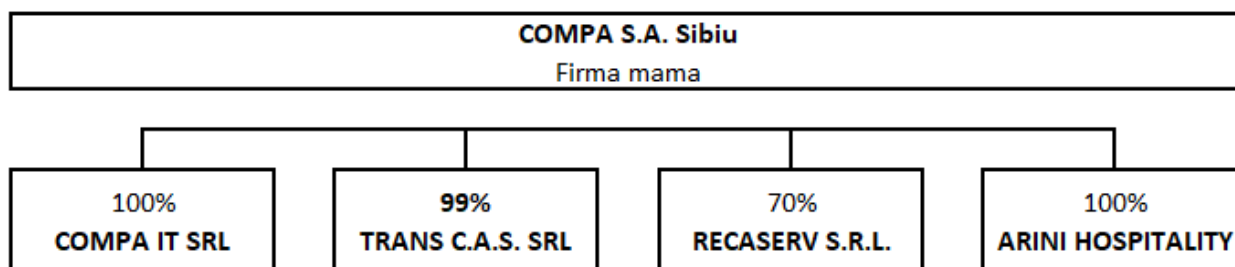 COMPA S.A. Sibiu
Firma mama
100%
COMPA IT SRL
99%
TRANS C.A.S. SRL
70%
RECASERV S.R.L.
100%
ARINI HOSPITALITY